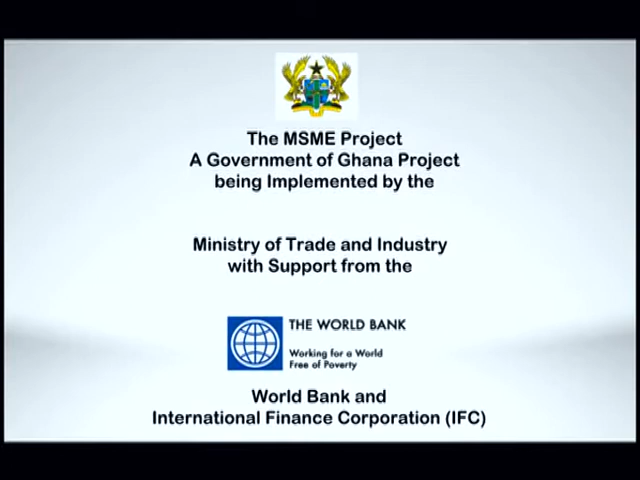 The MSME Project
A Government of Ghana Project
being Implemented by the
Ministry of Trade and Industry
with Support from the
THE WORLD BANK
Working for a World
Free of Poverty
World Bank and
International Finance Corporation (IFC)